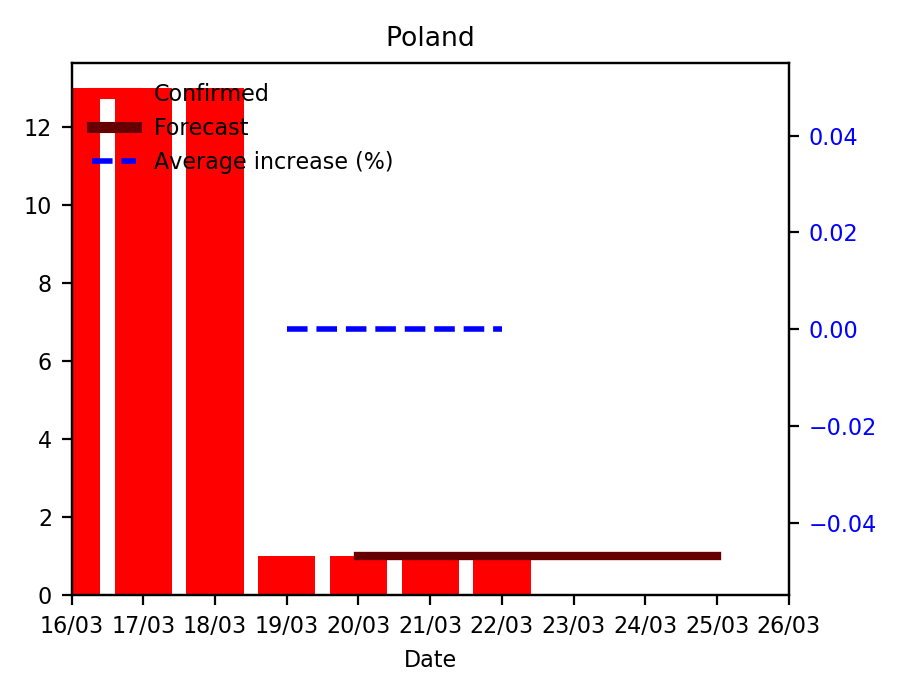 Poland
Confirmed
Forecast
Average increase (%)
12
10
8
6
4
2
0
0.04
0.02
0.00
−0.02
−0.04
16/03 17/03 18/03 19/03 20/03 21/03 22/03 23/03 24/03 25/03 26/03
Date